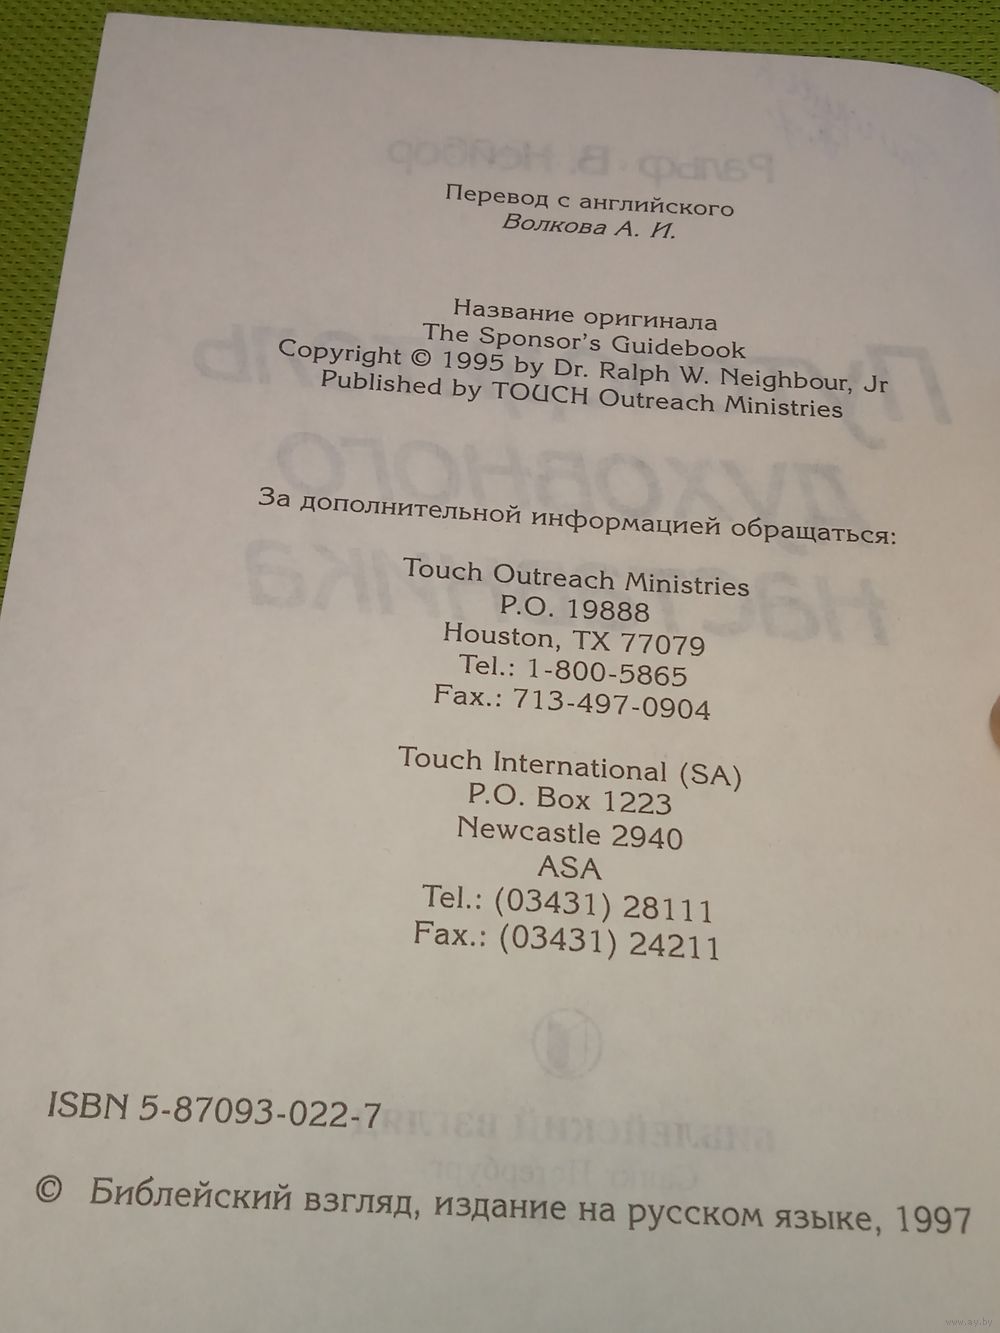 Перевод с английского
Волкова А. И.
Название оригинала
The Sponsor's Guidebook
Copyright © 1995 by Dr. Ralph W. Neighbour, Jr
Published by TOUCH Outreach Ministries
За дополнительной информацией обращаться:
Touch Outreach Ministries
P.O. 19888
Houston, TX 77079
Tel.: 1-800-5865
Fax.: 713-497-0904
Touch International (SA)
P.O. Box 1223
Newcastle 2940
ASA
Tel.: (03431) 28111
Fax.: (03431) 24211
ISBN 5-87093-022-7
© Библейский взгляд, издание на русском языке, 1997
www.ay.by